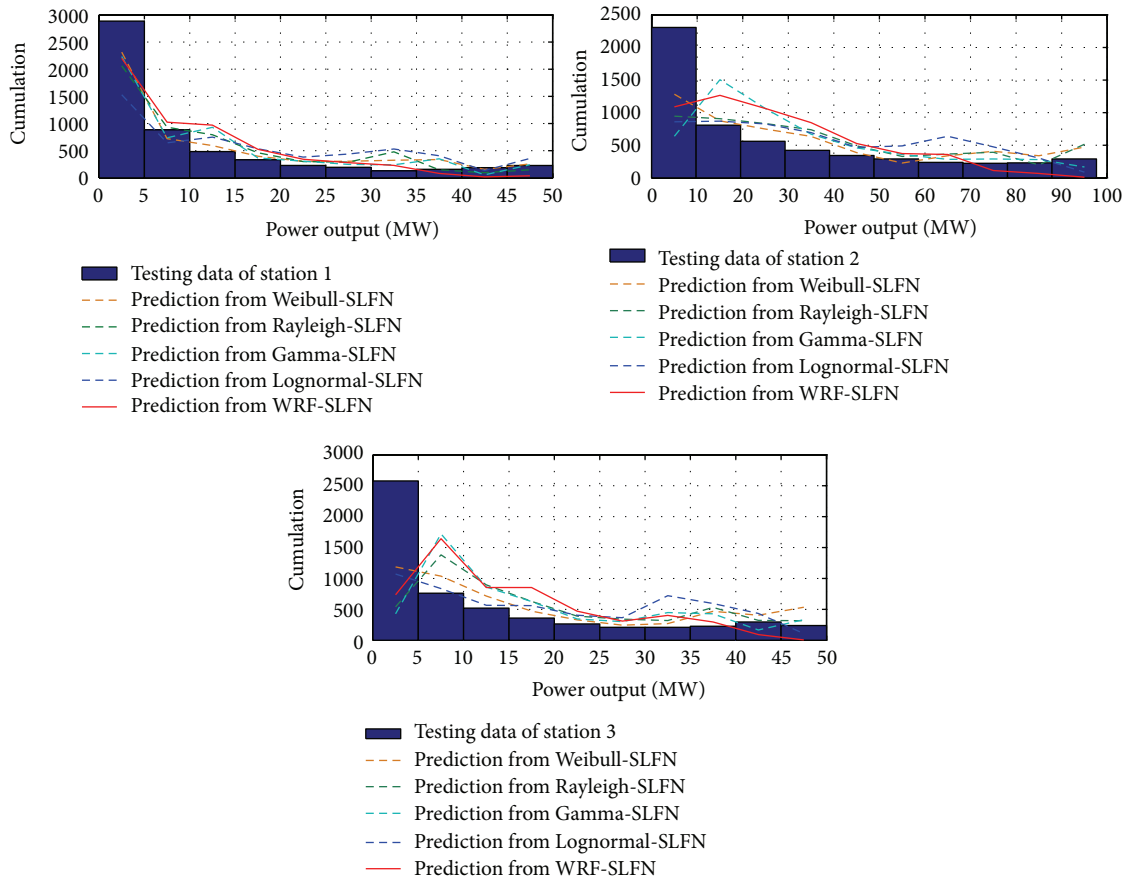 3000
2500
2000
1500
1000
500
0
Cumulation
0 5 10 15 20 25 30 35 40 45 50
Power output (MW)
Testing data of station 1
Prediction from Weibull-SLFN
Prediction from Rayleigh-SLFN
Prediction from Gamma-SLFN
Prediction from Lognormal-SLFN
Prediction from WRF-SLFN
2500
2000
1500
1000
500
0
Cumulation
0 10 20 30 40 50 60 70 80 90 100
Power output (MW)
Testing data of station 2
Prediction from Weibull-SLFN
Prediction from Rayleigh-SLFN
Prediction from Gamma-SLFN
Prediction from Lognormal-SLFN
Prediction from WRF-SLFN
3000
2500
2000
1500
1000
500
0
Cumulation
0 5 10 15 20 25 30 35 40 45 50
Power output (MW)
Testing data of station 3
Prediction from Weibull-SLFN
Prediction from Rayleigh-SLFN
Prediction from Gamma-SLFN
Prediction from Lognormal-SLFN
Prediction from WRF-SLFN